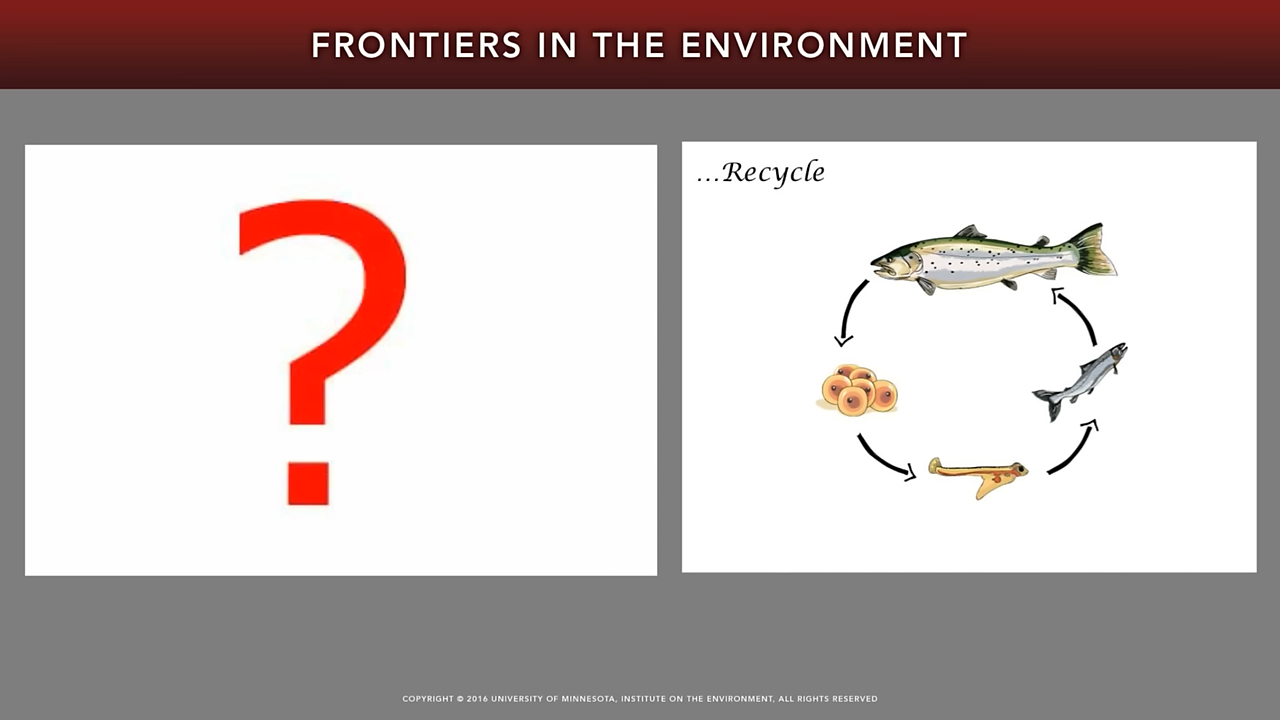 FRONTIERS IN THE ENVIRONMENT
?
...Recycle
COPYRIGHT © 2016 UNIVERSITY OF MINNESOTA, INSTITUTE ON THE ENVIRONMENT, ALL RIGHTS RESERVED